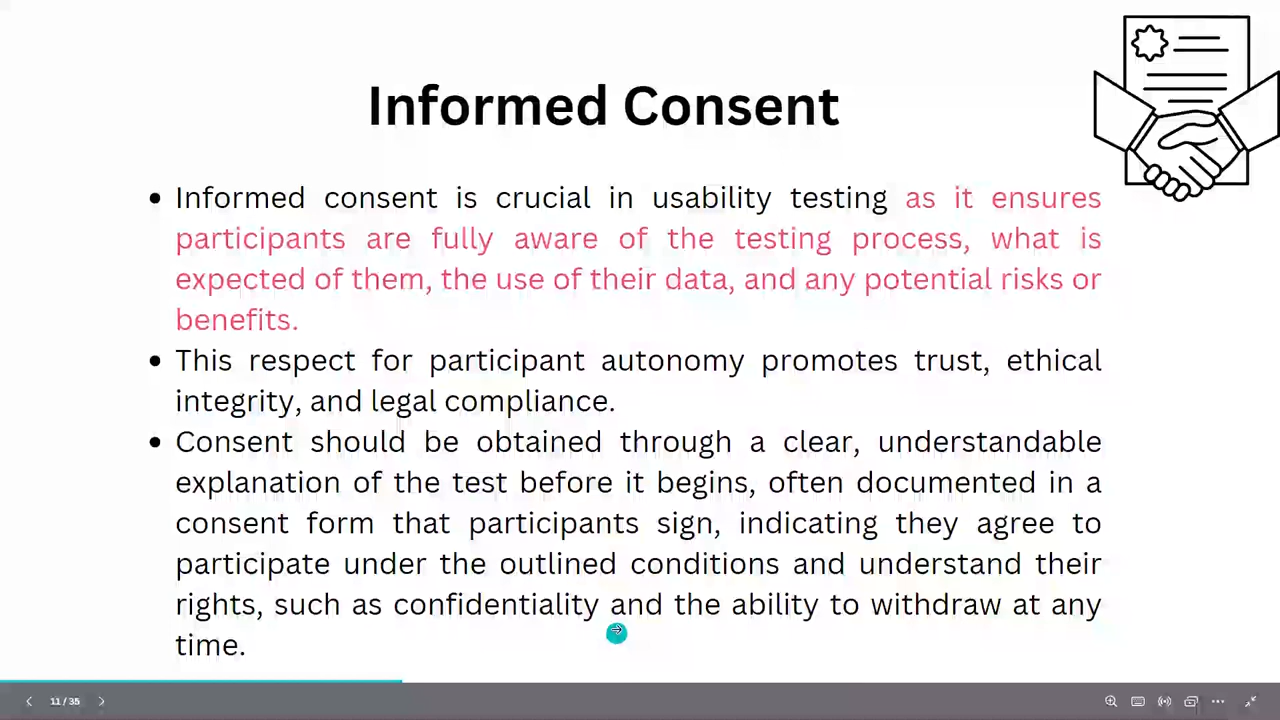 Informed Consent
• Informed consent is crucial in usability testing as it ensures
participants are fully aware of the testing process, what is
expected of them, the use of their data, and any potential risks or
benefits.
• This respect for participant autonomy promotes trust, ethical
integrity, and legal compliance.
• Consent should be obtained through a clear, understandable
explanation of the test before it begins, often documented in a
consent form that participants sign, indicating they agree to
participate under the outlined conditions and understand their
rights, such as confidentiality and the ability to withdraw at any
time.
11 / 35